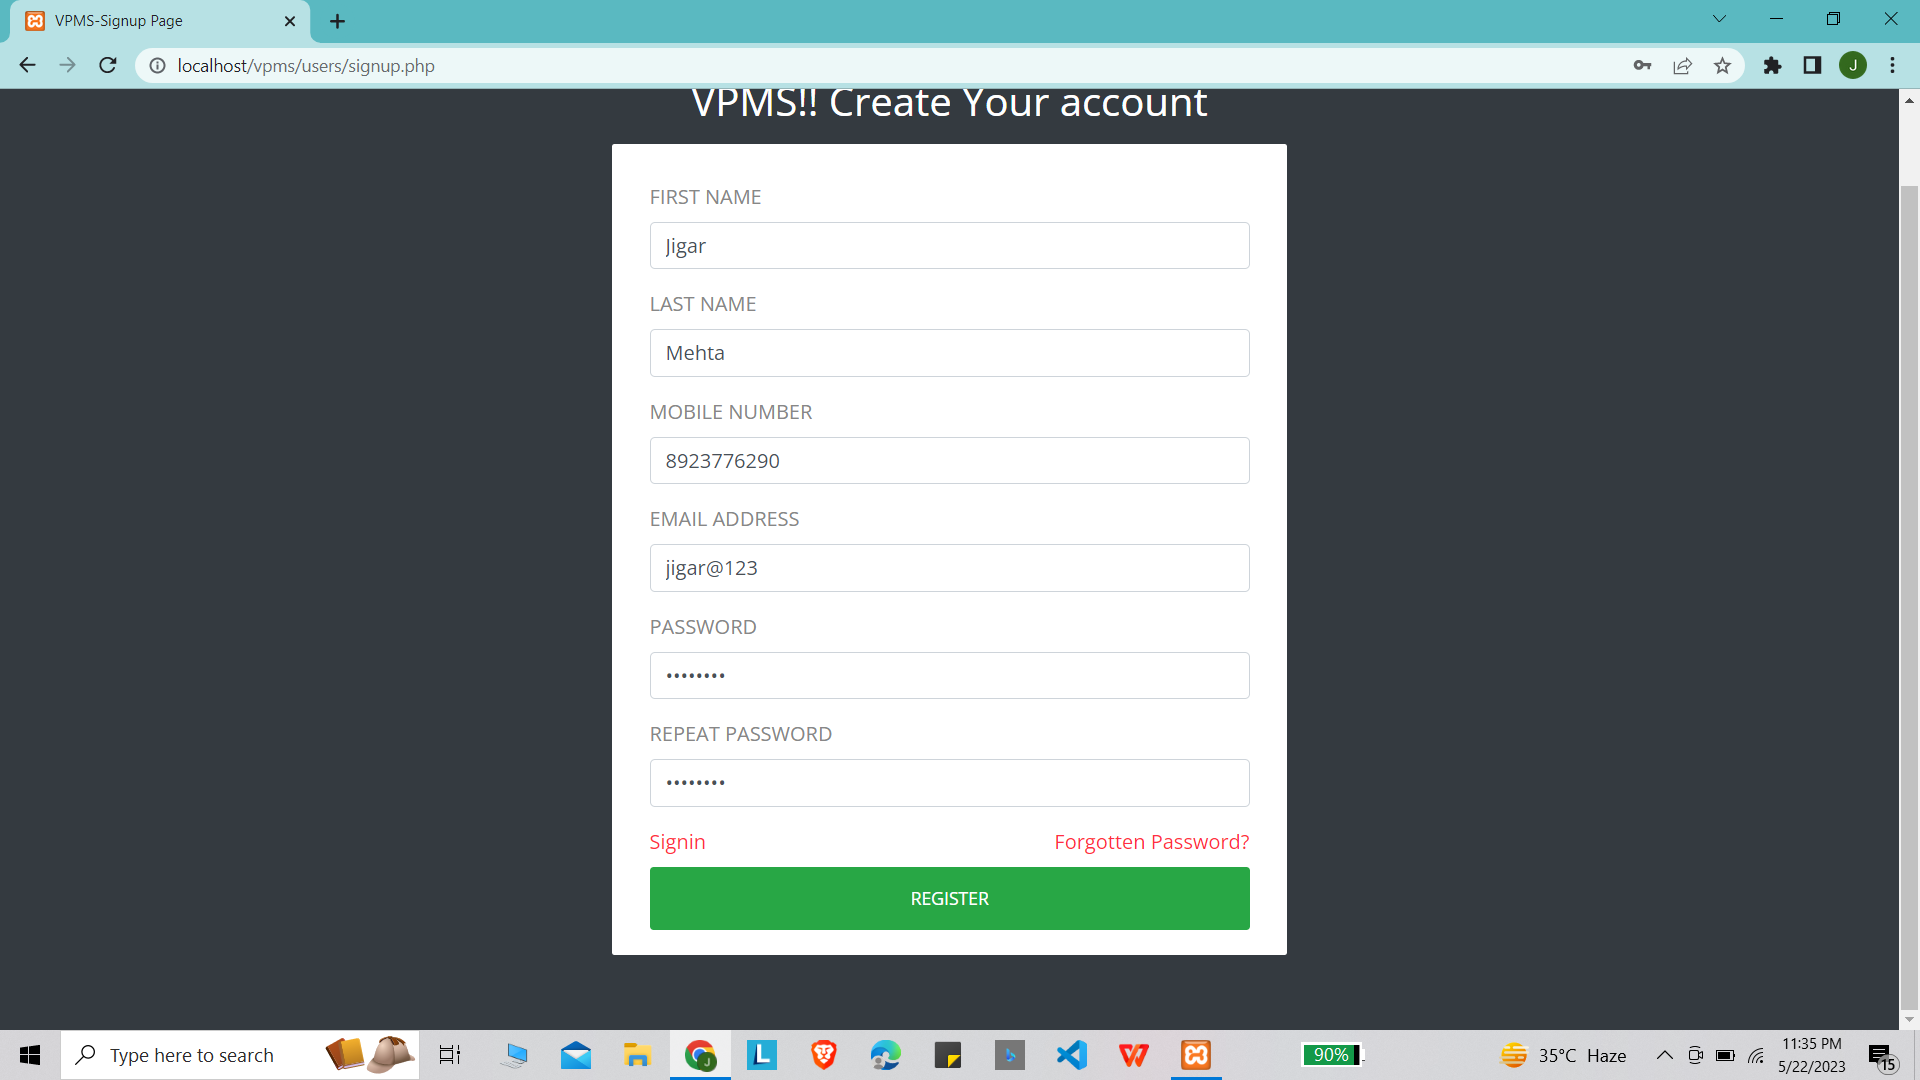 VPMS-Signup Page
localhost/vpms/users/signup.php
J
VPMS!! Create Your account
FIRST NAME
Jigar
LAST NAME
Mehta
MOBILE NUMBER
8923776290
EMAIL ADDRESS
jigar@123
PASSWORD
••••••••
REPEAT PASSWORD
••••••••
Signin
Forgotten Password?
REGISTER
Type here to search
J
L
90%
35°C Haze
11:35 PM
5/22/2023
15